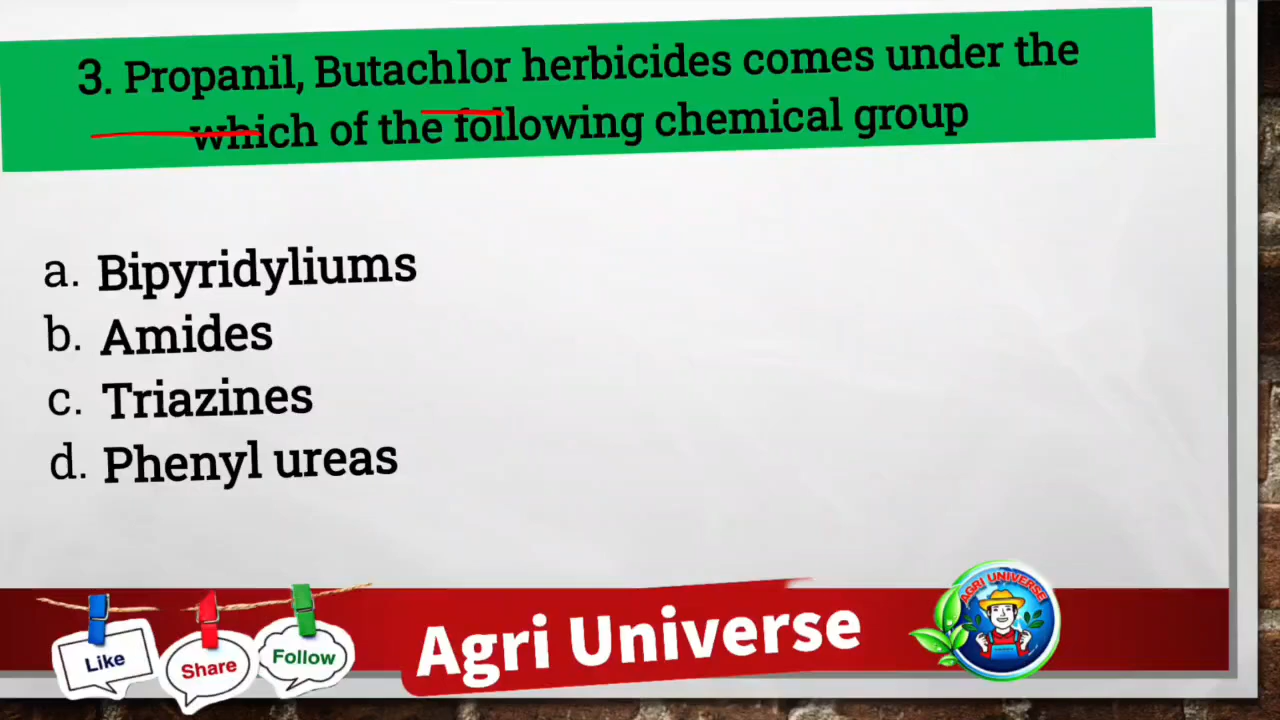 3. Propanil, Butachlor herbicides comes under the
which of the following chemical group
a. Bipyridyliums
b. Amides
c. Triazines
d. Phenyl ureas
Like
Share
Follow
Agri Universe
AGRI UNIVERSE